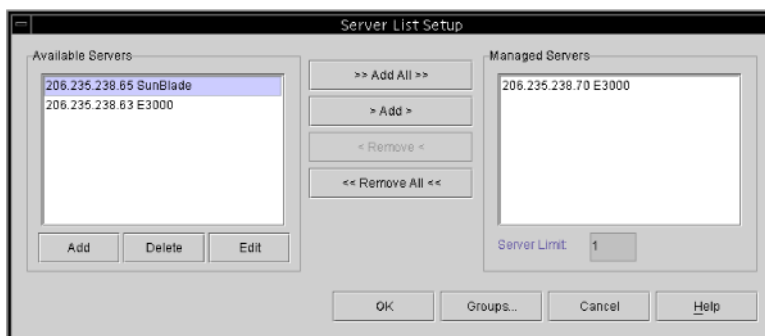 Server List Setup
Available Servers
206.235.238.65 SunBlade
206.235.238.63 E3000
Add
Delete
Edit
>> Add All >>
> Add >
< Remove <
<< Remove All <<
Managed Servers
206.235.238.70 E3000
Server Limit: 1
OK
Groups...
Cancel
Help